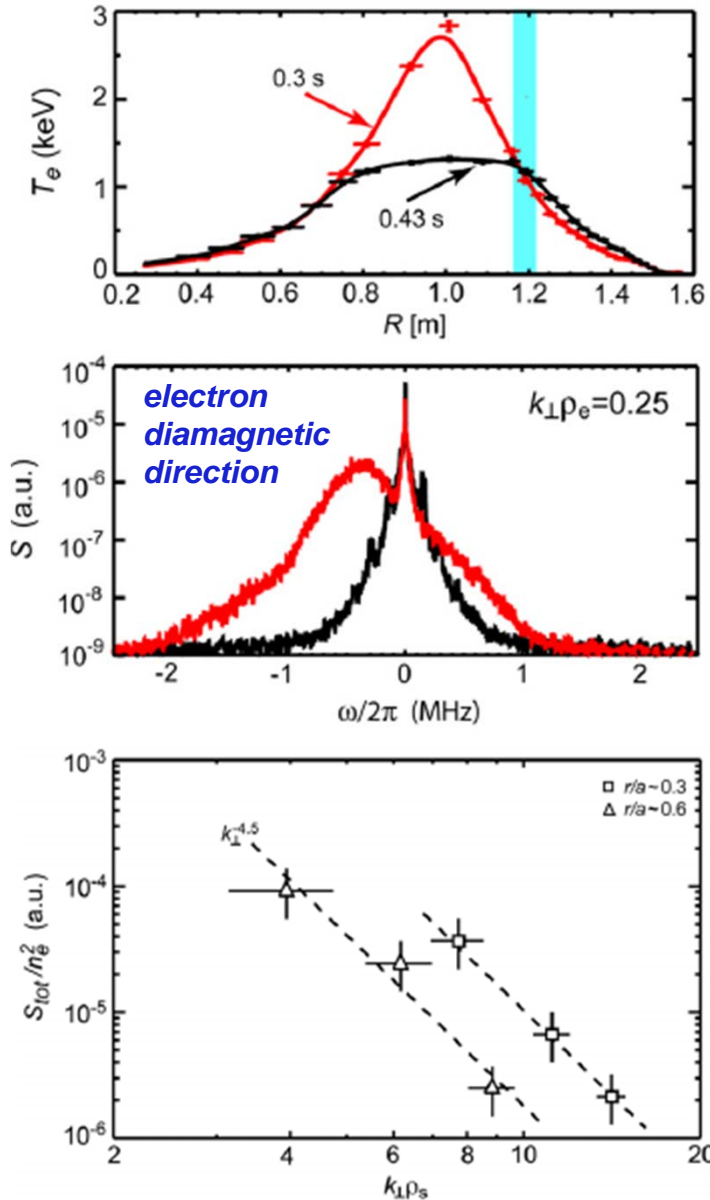 3
2
1
0
T_e (keV)
0.3 s
0.43 s
0.2 0.4 0.6 0.8 1.0 1.2 1.4 1.6
R [m]
10⁻⁴
10⁻⁵
10⁻⁶
10⁻⁷
10⁻⁸
10⁻⁹
S (a.u.)
electron
diamagnetic
direction
k⊥ρe=0.25
-2 -1 0 1 2
ω/2π (MHz)
10⁻³
10⁻⁴
10⁻⁵
10⁻⁶
S_tot/n_e² (a.u.)
r/a~0.3
r/a~0.6
k⊥^-4.5
2 4 6 8 10 20
k⊥ρs